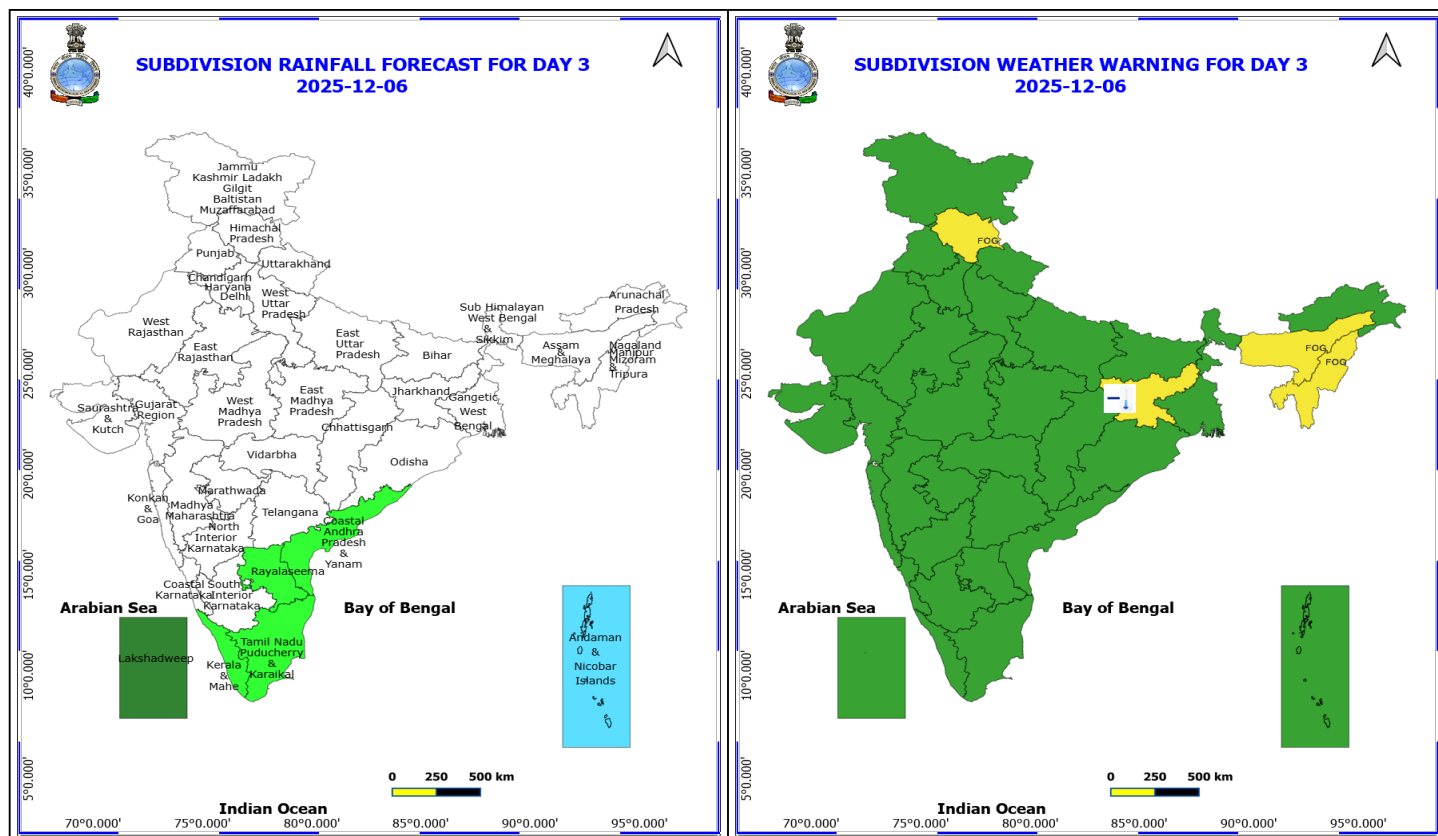 SUBDIVISION RAINFALL FORECAST FOR DAY 3
2025-12-06
40°0.000'
35°0.000'
30°0.000'
25°0.000'
20°0.000'
15°0.000'
10°0.000'
5°0.000'
Jammu
Kashmir Ladakh
Gilgit
Baltistan
Muzaffarabad
Himachal
Pradesh
Punjab
Uttarakhand
Chandigarh
Haryana
Delhi
West
Uttar
Pradesh
Arunachal
Pradesh
Sub Himalayan
West Bengal
&
Sikkim
West
Rajasthan
East
Rajasthan
East
Uttar
Pradesh
Bihar
Assam
&
Meghalaya
Nagaland
Manipur
Mizoram
&
Tripura
Saurashtra
&
Kutch
Gujarat
Region
West
Madhya
Pradesh
East
Madhya
Pradesh
Jharkhand
Gangetic
West
Bengal
Chhattisgarh
Vidarbha
Odisha
Konkan
&
Goa
Marathwada
Madhya
Maharashtra
North
Interior
Karnataka
Telangana
Coastal
Andhra
Pradesh
&
Yanam
Rayalaseema
Coastal
Karnataka
South
Interior
Karnataka
Arabian Sea
Bay of Bengal
Lakshadweep
Kerala
&
Mahe
Tamil Nadu
Puducherry
&
Karaikal
Andaman
&
Nicobar
Islands
0 250 500 km
Indian Ocean
70°0.000' 75°0.000' 80°0.000' 85°0.000' 90°0.000' 95°0.000'
SUBDIVISION WEATHER WARNING FOR DAY 3
2025-12-06
40°0.000'
35°0.000'
30°0.000'
25°0.000'
20°0.000'
15°0.000'
10°0.000'
5°0.000'
FOG
FOG
FOG
Arabian Sea
Bay of Bengal
0 250 500 km
Indian Ocean
70°0.000' 75°0.000' 80°0.000' 85°0.000' 90°0.000' 95°0.000'